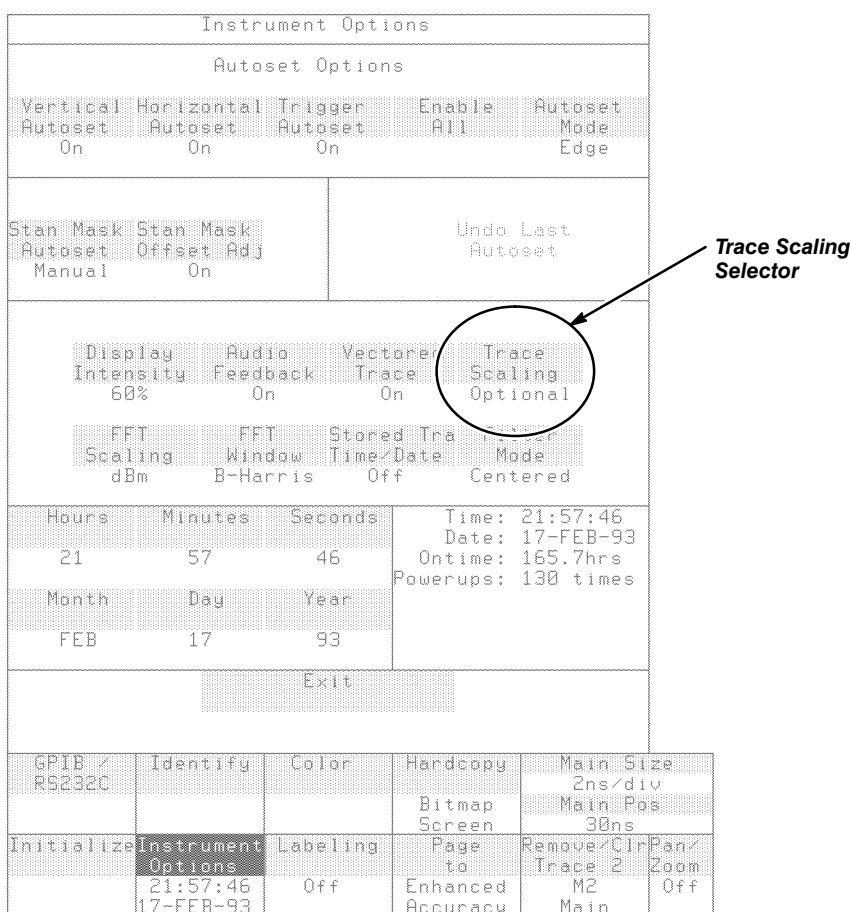 Instrument Options
Autoset Options
Vertical Horizontal Trigger Enable Autoset
Autoset Autoset Autoset All Mode
On On On Edge
Stan Mask Stan Mask Undo Last
Autoset Offset Adj Autoset
Manual On
Trace Scaling
Selector
Display Audio Vectored Trace
Intensity Feedback Trace Scaling
60% On On Optional
FFT FFT Stored Tra Filter
Scaling Window Time/Date Mode
dBm B-Harris Off Centered
Hours Minutes Seconds Time: 21:57:46
Date: 17-FEB-93
21 57 46 Ontime: 165.7hrs
Powerups: 130 times
Month Day Year
FEB 17 93
Exit
GPIB / Identify Color Hardcopy Main Size
RS232C 2ns/div
Bitmap Main Pos
Screen 30ns
Initialize Instrument Labeling Page Remove/Clr Pan/
Options to Trace 2 Zoom
21:57:46 Off Enhanced M2 Off
17-FEB-93 Accuracy Main